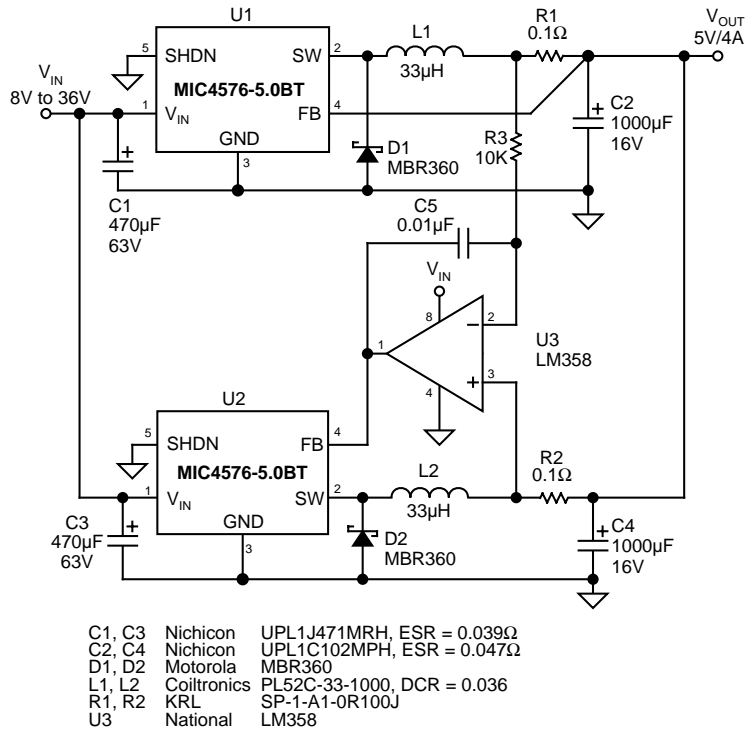 U1
5 SHDN
SW 2
MIC4576-5.0BT
1 VIN
FB 4
GND
3
VIN
8V to 36V
L1
33µH
R1
0.1Ω
VOUT
5V/4A
C2
1000µF
16V
R3
10K
D1
MBR360
C1
470µF
63V
C5
0.01µF
VIN
8
2
1
3
4
U3
LM358
U2
5 SHDN
FB 4
MIC4576-5.0BT
1 VIN
SW 2
GND
3
L2
33µH
R2
0.1Ω
C3
470µF
63V
D2
MBR360
C4
1000µF
16V
C1, C3 Nichicon UPL1J471MRH, ESR = 0.039Ω
C2, C4 Nichicon UPL1C102MPH, ESR = 0.047Ω
D1, D2 Motorola MBR360
L1, L2 Coiltronics PL52C-33-1000, DCR = 0.036
R1, R2 KRL SP-1-A1-0R100J
U3 National LM358